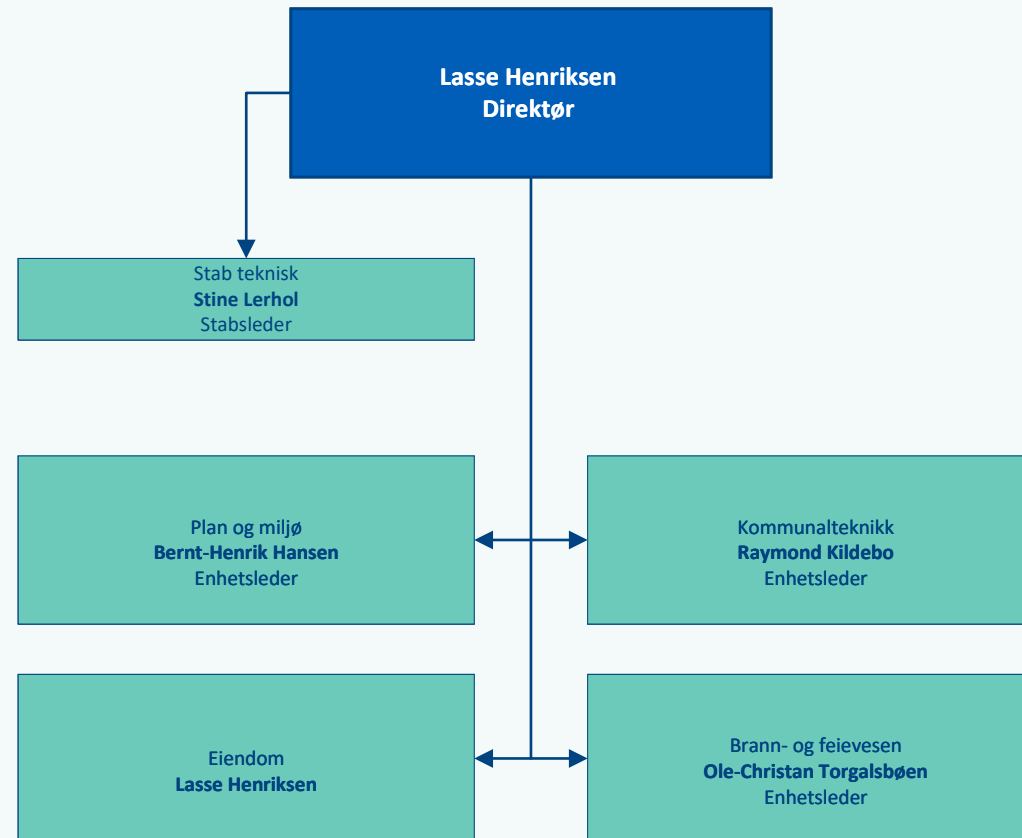 Lasse Henriksen
Direktør
Stab teknisk
Stine Lerhol
Stabsleder
Plan og miljø
Bernt-Henrik Hansen
Enhetsleder
Kommunalteknikk
Raymond Kildebo
Enhetsleder
Eiendom
Lasse Henriksen
Brann- og feievesen
Ole-Christian Torgalsbøen
Enhetsleder